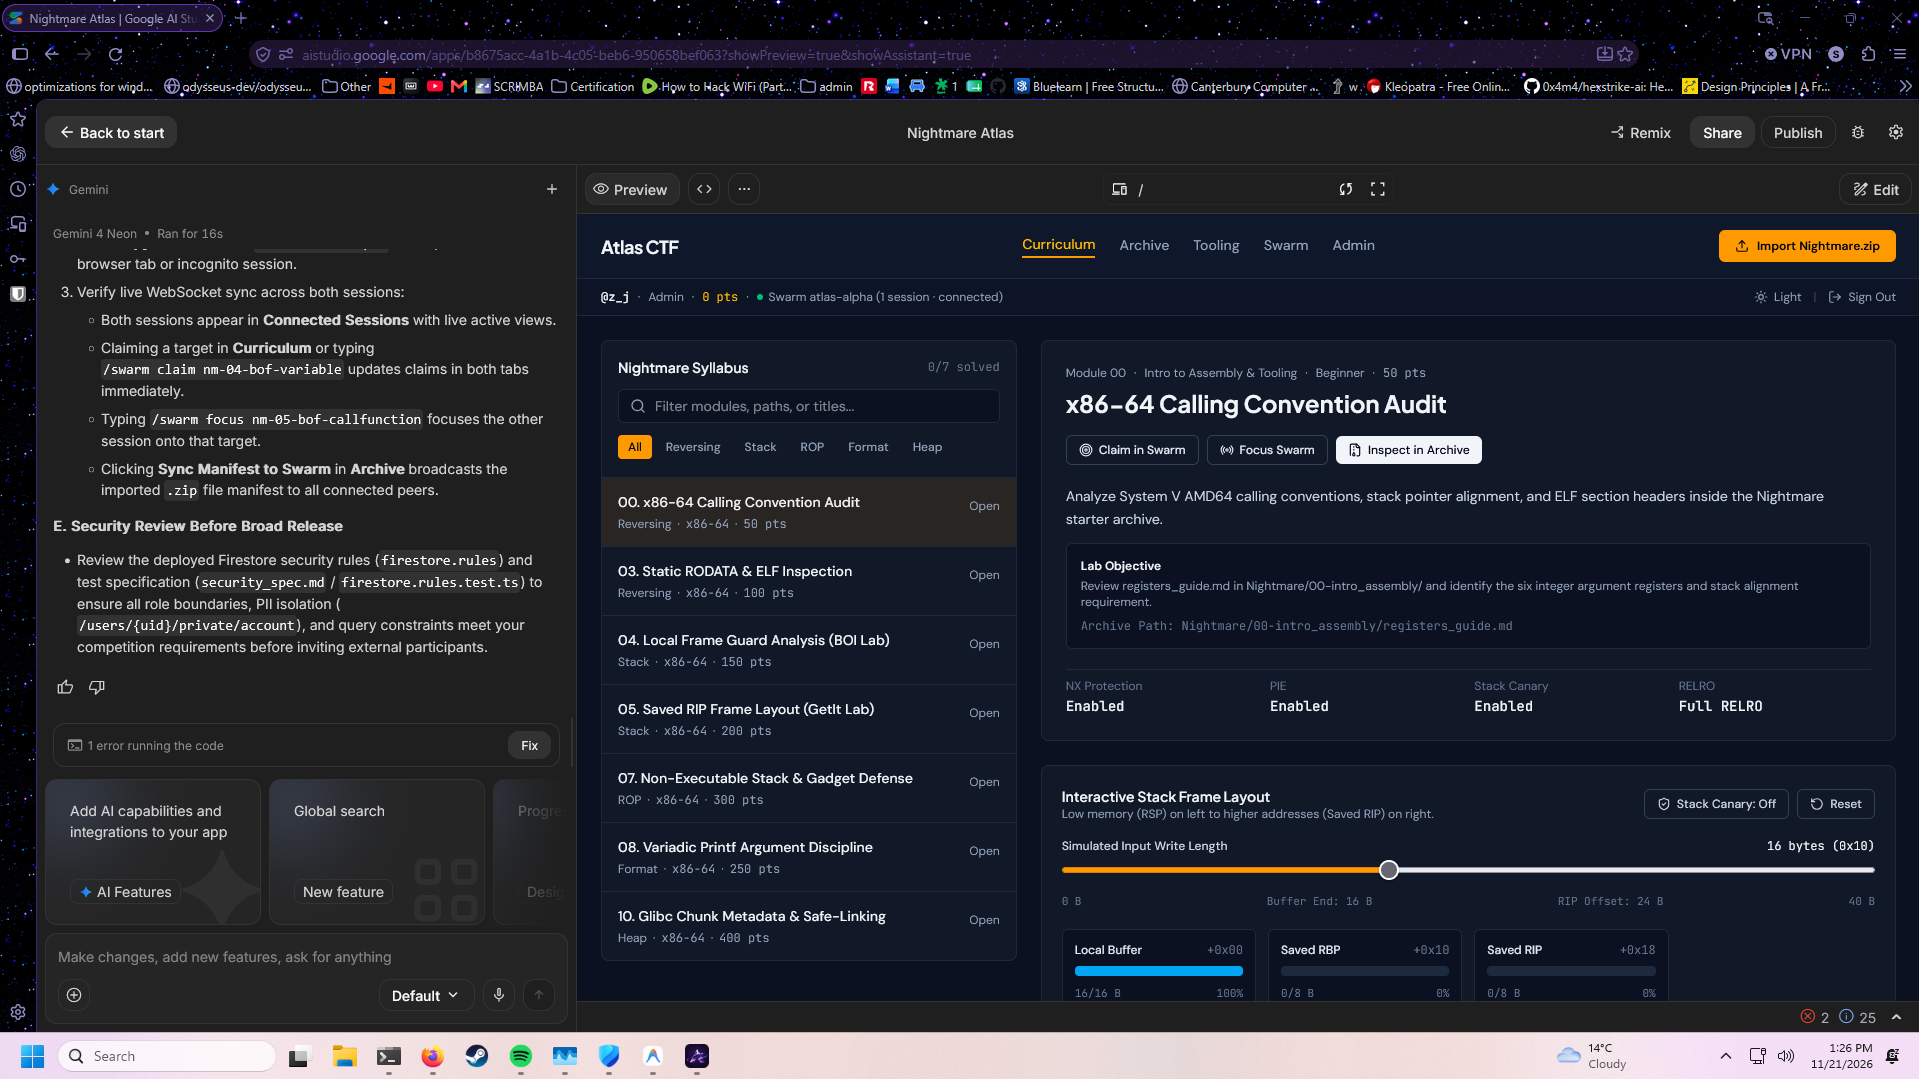 Nightmare Atlas | Google AI Stu
aistudio.google.com/apps/b8675acc-4a1b-4c05-beb6-950658bef063?showPreview=true&showAssistant=true
VPN
optimizations for wind...
odysseus-dev/odysseu...
Other
SCRIMBA
Certification
How to Hack WiFi (Part...
admin
1
Bluelearn | Free Structu...
Canterbury Computer ...
w.
Kleopatra - Free Onlin...
0x4m4/hexstrike-ai: He...
Design Principles | A Fr...
Back to start
Nightmare Atlas
Remix
Share
Publish
Gemini
Preview
/
Edit
Gemini 4 Neon • Ran for 16s
browser tab or incognito session.
3. Verify live WebSocket sync across both sessions:
Both sessions appear in Connected Sessions with live active views.
Claiming a target in Curriculum or typing
/swarm claim nm-04-bof-variable updates claims in both tabs
immediately.
Typing /swarm focus nm-05-bof-callfunction focuses the other
session onto that target.
Clicking Sync Manifest to Swarm in Archive broadcasts the
imported .zip file manifest to all connected peers.
E. Security Review Before Broad Release
Review the deployed Firestore security rules (firestore.rules) and
test specification (security_spec.md / firestore.rules.test.ts) to
ensure all role boundaries, PII isolation (
/users/{uid}/private/account), and query constraints meet your
competition requirements before inviting external participants.
1 error running the code
Fix
Add AI capabilities and
integrations to your app
AI Features
Global search
New feature
Progre
Desig
Make changes, add new features, ask for anything
Default
Atlas CTF
Curriculum
Archive
Tooling
Swarm
Admin
Import Nightmare.zip
@z_j · Admin · 0 pts · Swarm atlas-alpha (1 session · connected)
Light
Sign Out
Nightmare Syllabus
0/7 solved
Filter modules, paths, or titles...
All
Reversing
Stack
ROP
Format
Heap
00. x86-64 Calling Convention Audit
Open
Reversing · x86-64 · 50 pts
03. Static RODATA & ELF Inspection
Open
Reversing · x86-64 · 100 pts
04. Local Frame Guard Analysis (BOI Lab)
Open
Stack · x86-64 · 150 pts
05. Saved RIP Frame Layout (GetIt Lab)
Open
Stack · x86-64 · 200 pts
07. Non-Executable Stack & Gadget Defense
Open
ROP · x86-64 · 300 pts
08. Variadic Printf Argument Discipline
Open
Format · x86-64 · 250 pts
10. Glibc Chunk Metadata & Safe-Linking
Open
Heap · x86-64 · 400 pts
Module 00 · Intro to Assembly & Tooling · Beginner · 50 pts
x86-64 Calling Convention Audit
Claim in Swarm
Focus Swarm
Inspect in Archive
Analyze System V AMD64 calling conventions, stack pointer alignment, and ELF section headers inside the Nightmare
starter archive.
Lab Objective
Review registers_guide.md in Nightmare/00-intro_assembly/ and identify the six integer argument registers and stack alignment
requirement.
Archive Path: Nightmare/00-intro_assembly/registers_guide.md
NX Protection
PIE
Stack Canary
RELRO
Enabled
Enabled
Enabled
Full RELRO
Interactive Stack Frame Layout
Low memory (RSP) on left to higher addresses (Saved RIP) on right.
Stack Canary: Off
Reset
Simulated Input Write Length
16 bytes (0x10)
0 B
Buffer End: 16 B
RIP Offset: 24 B
40 B
Local Buffer
+0x00
Saved RBP
+0x10
Saved RIP
+0x18
16/16 B
100%
0/8 B
0%
0/8 B
0%
2
25
Search
14°C
Cloudy
1:26 PM
11/21/2026